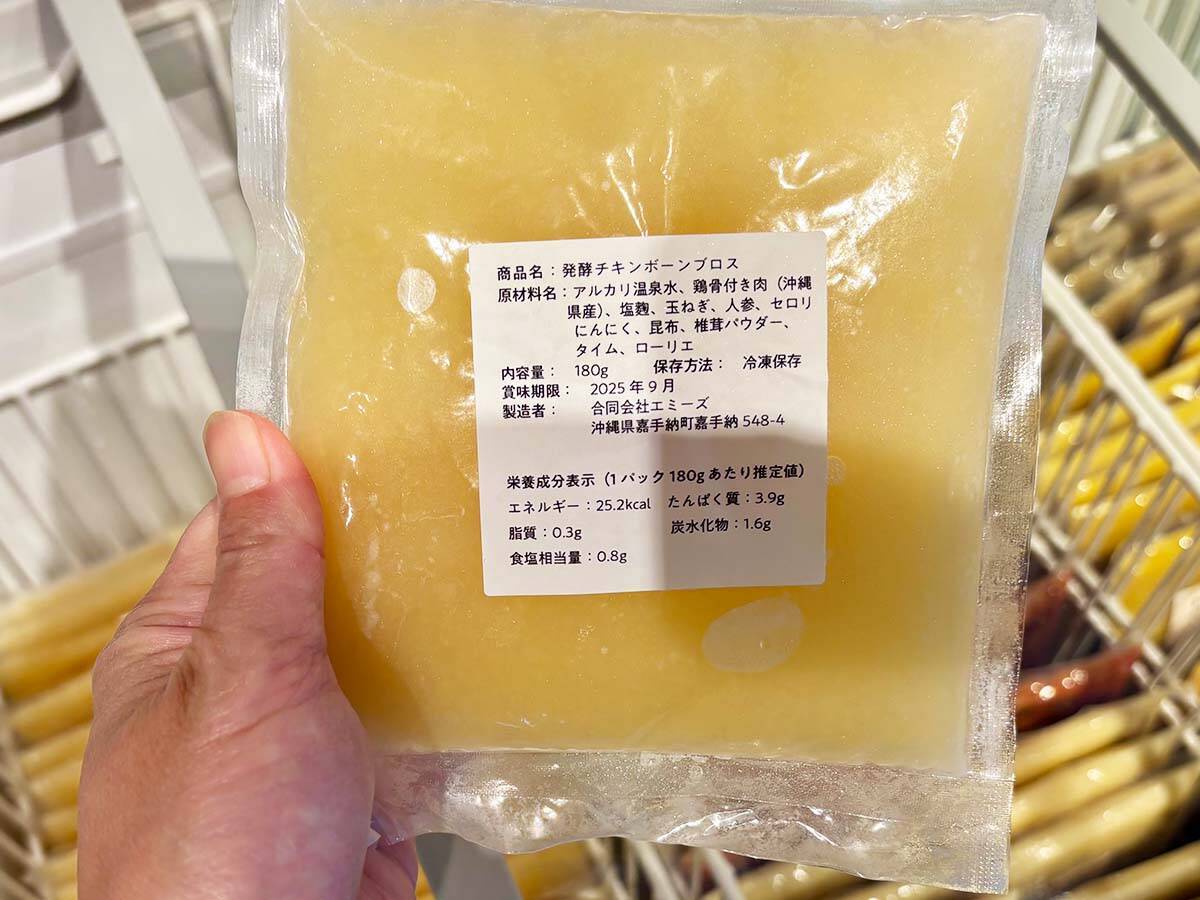 商品名：発酵チキンボーンブロス
原材料名：アルカリ温泉水、鶏骨付き肉（沖縄
県産）、塩麹、玉ねぎ、人参、セロリ
にんにく、昆布、椎茸パウダー、
タイム、ローリエ
内容量： 180g 保存方法： 冷凍保存
賞味期限： 2025年9月
製造者： 合同会社エミーズ
沖縄県嘉手納町嘉手納 548-4
栄養成分表示（1パック180gあたり推定値）
エネルギー：25.2kcal たんぱく質：3.9g
脂質：0.3g 炭水化物：1.6g
食塩相当量：0.8g